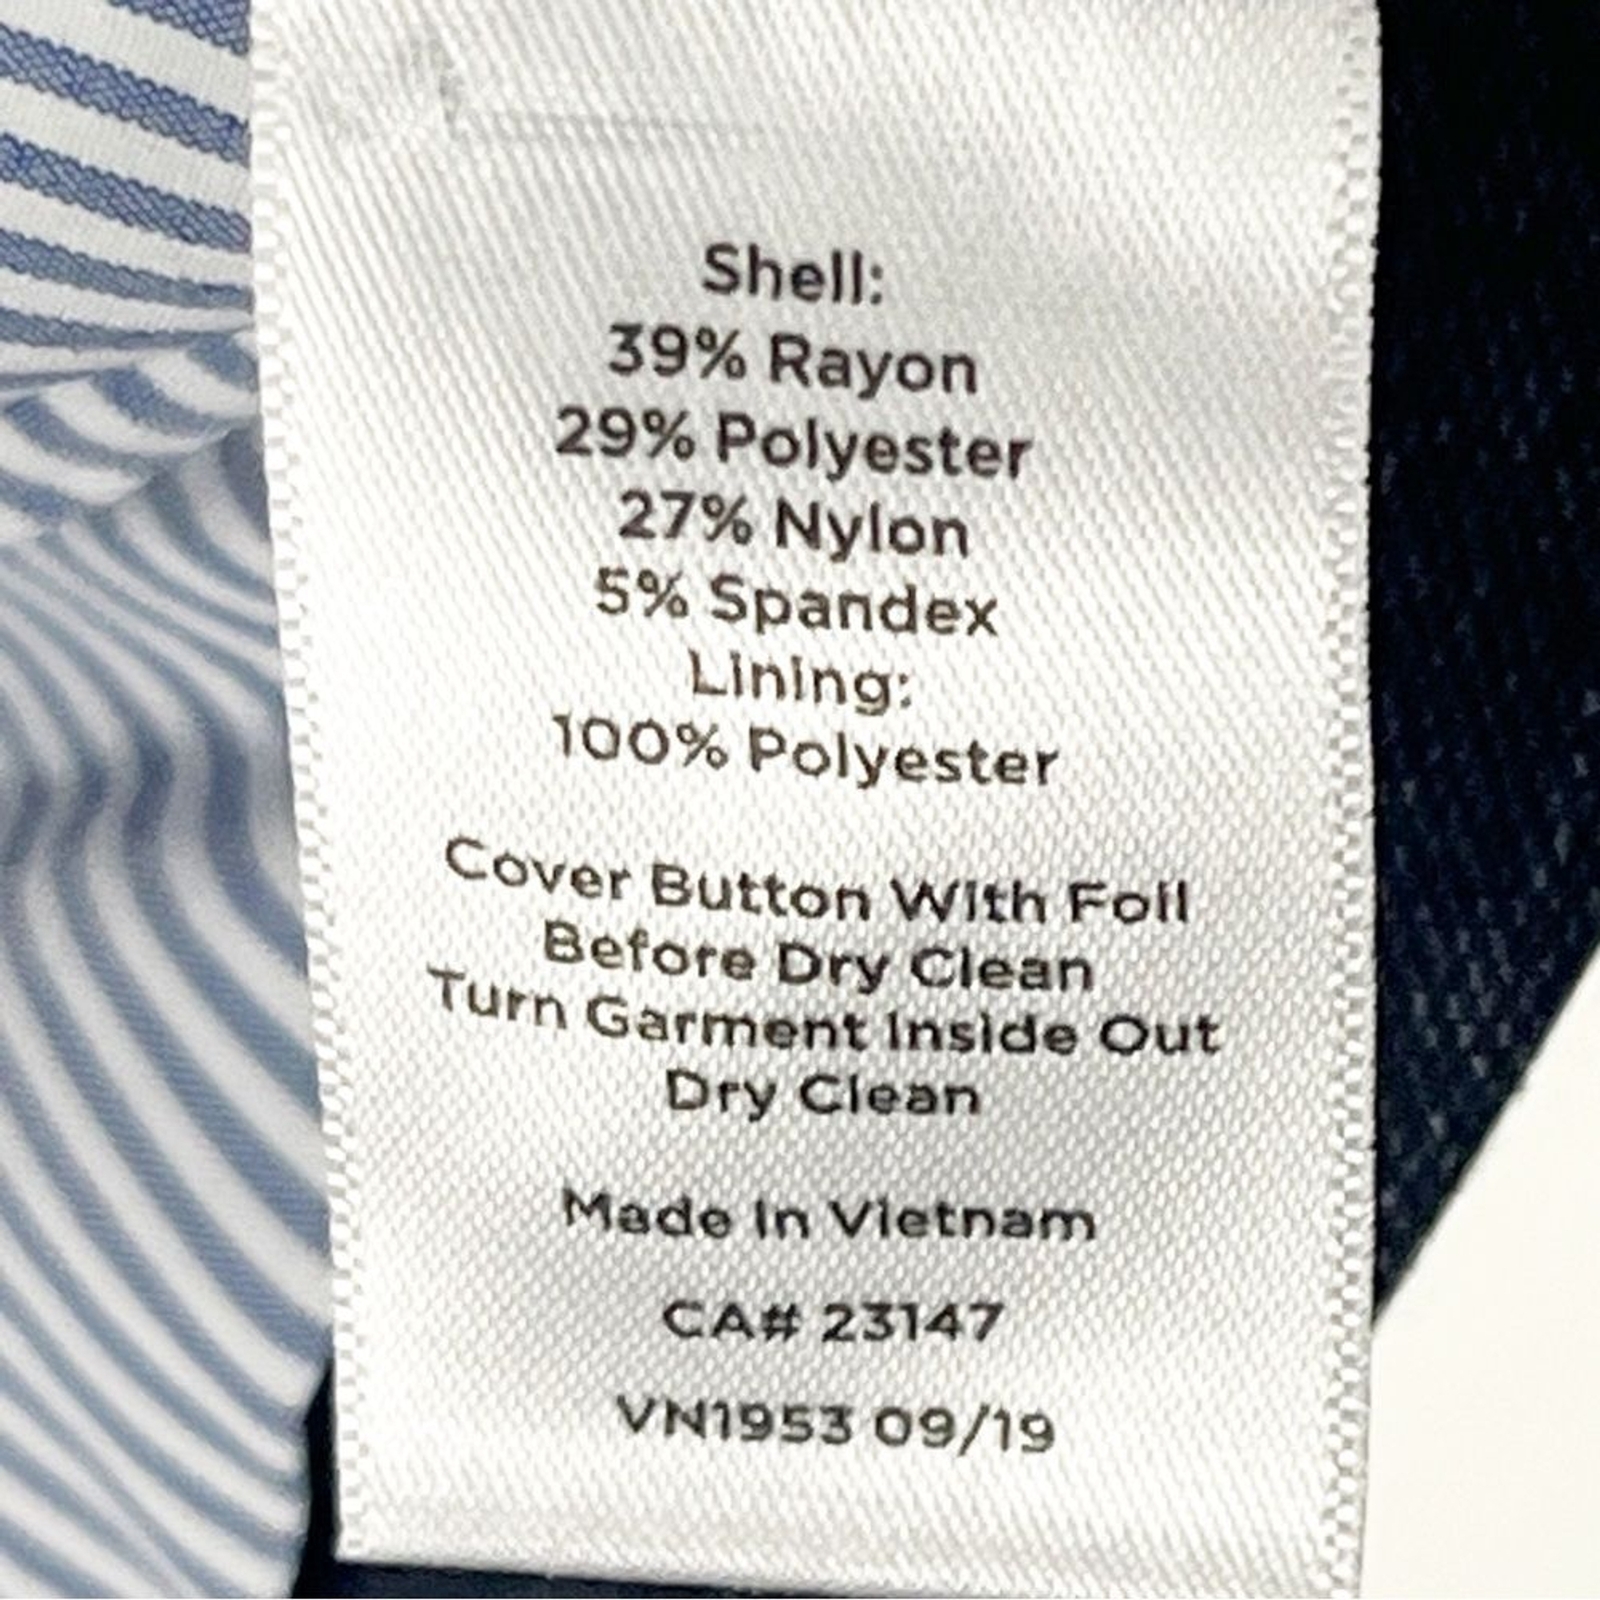 Shell:
39% Rayon
29% Polyester
27% Nylon
5% Spandex
Lining:
100% Polyester
Cover Button With Foil
Before Dry Clean
Turn Garment Inside Out
Dry Clean
Made In Vietnam
CA# 23147
VN1953 09/19